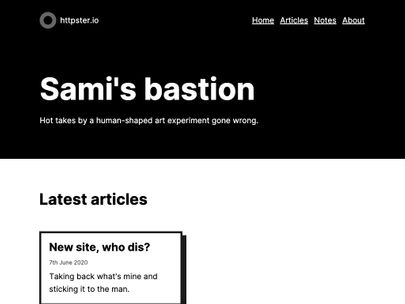 httpster.io
Home Articles Notes About
Sami's bastion
Hot takes by a human-shaped art experiment gone wrong.
Latest articles
New site, who dis?
7th June 2020
Taking back what's mine and
sticking it to the man.